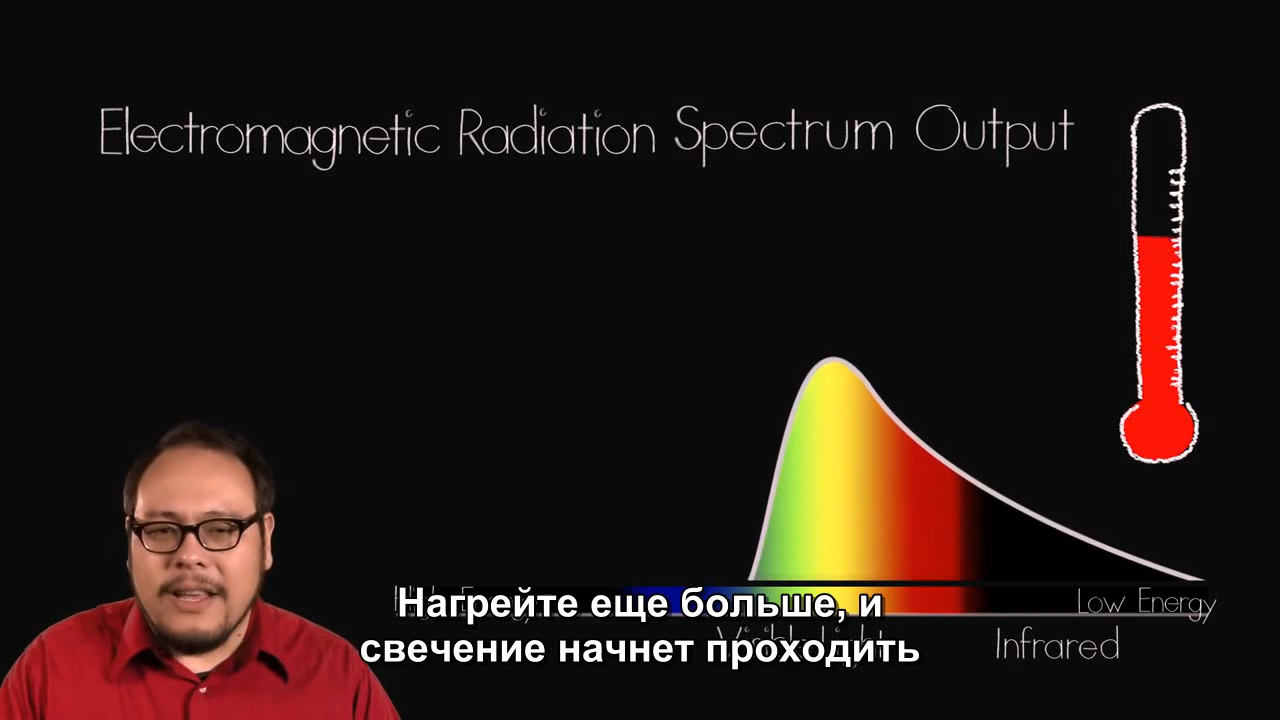 Electromagnetic Radiation Spectrum Output
Low Energy
Нагрейте еще больше, и
свечение начнет проходить
Infrared